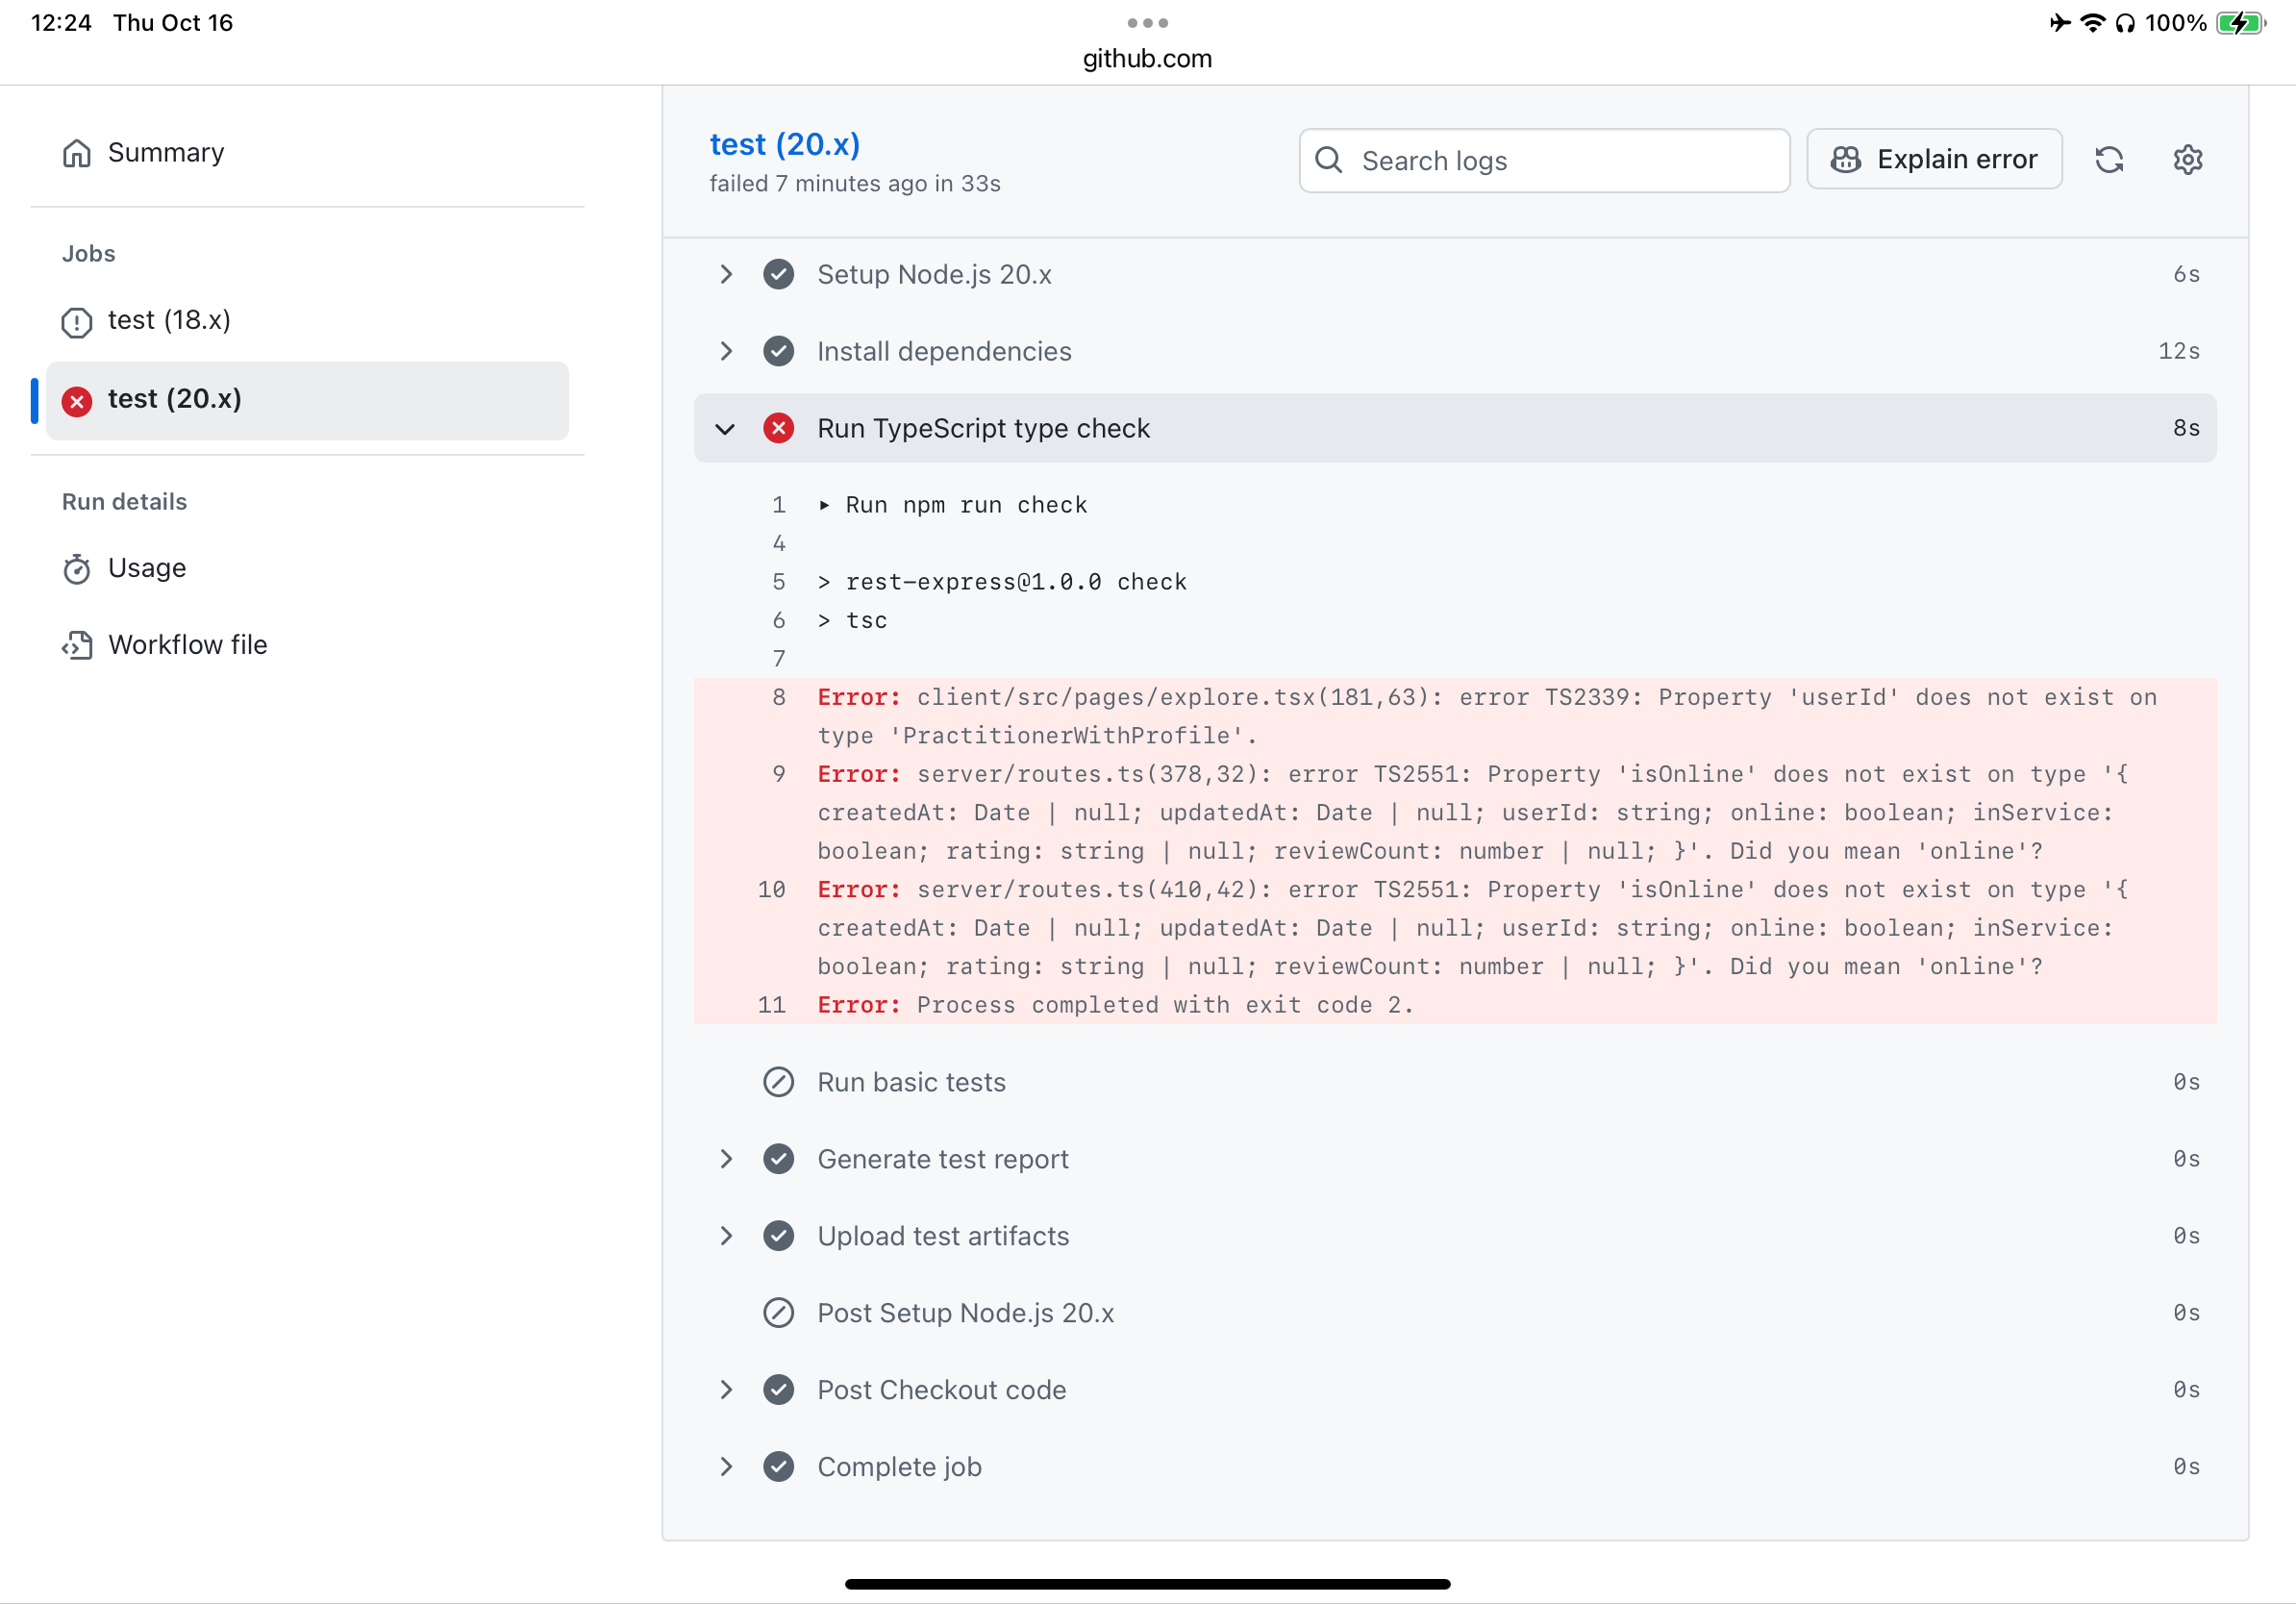 12:24 Thu Oct 16
100%
github.com
Summary
Jobs
test (18.x)
test (20.x)
Run details
Usage
Workflow file
test (20.x)
failed 7 minutes ago in 33s
Search logs
Explain error
Setup Node.js 20.x 6s
Install dependencies 12s
Run TypeScript type check 8s
1 ▸ Run npm run check
4
5 > rest-express@1.0.0 check
6 > tsc
7
8 Error: client/src/pages/explore.tsx(181,63): error TS2339: Property 'userId' does not exist on
type 'PractitionerWithProfile'.
9 Error: server/routes.ts(378,32): error TS2551: Property 'isOnline' does not exist on type '{
createdAt: Date | null; updatedAt: Date | null; userId: string; online: boolean; inService:
boolean; rating: string | null; reviewCount: number | null; }'. Did you mean 'online'?
10 Error: server/routes.ts(410,42): error TS2551: Property 'isOnline' does not exist on type '{
createdAt: Date | null; updatedAt: Date | null; userId: string; online: boolean; inService:
boolean; rating: string | null; reviewCount: number | null; }'. Did you mean 'online'?
11 Error: Process completed with exit code 2.
Run basic tests 0s
Generate test report 0s
Upload test artifacts 0s
Post Setup Node.js 20.x 0s
Post Checkout code 0s
Complete job 0s